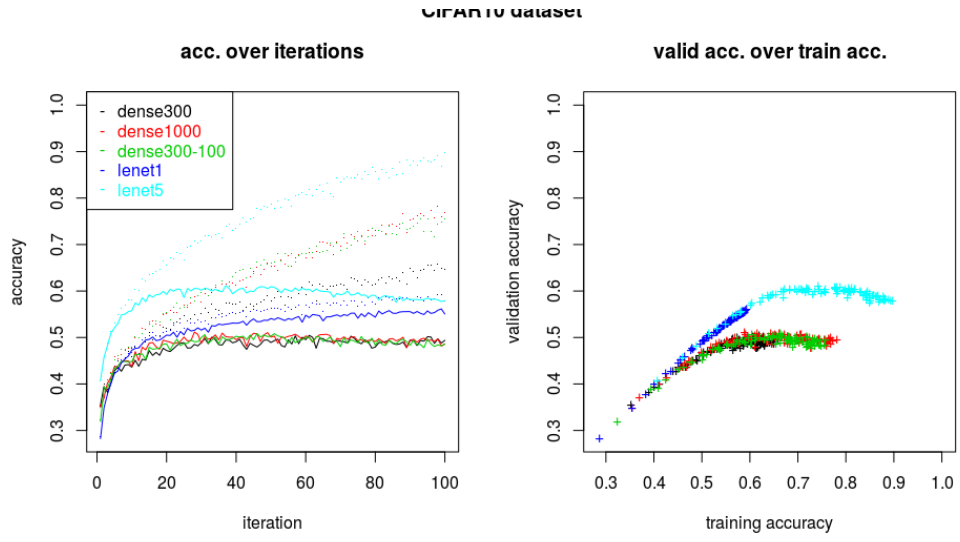 CIFAR10 dataset
acc. over iterations
valid acc. over train acc.
- dense300
- dense1000
- dense300-100
- lenet1
- lenet5
accuracy
0.3 0.4 0.5 0.6 0.7 0.8 0.9 1.0
0 20 40 60 80 100
iteration
validation accuracy
0.3 0.4 0.5 0.6 0.7 0.8 0.9 1.0
0.3 0.4 0.5 0.6 0.7 0.8 0.9 1.0
training accuracy